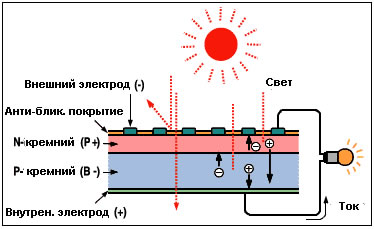 Внешний электрод (-)
Свет
Анти-блик. покрытие
N-кремний (P+)
P- кремний (B -)
Внутрен. электрод (+)
Ток